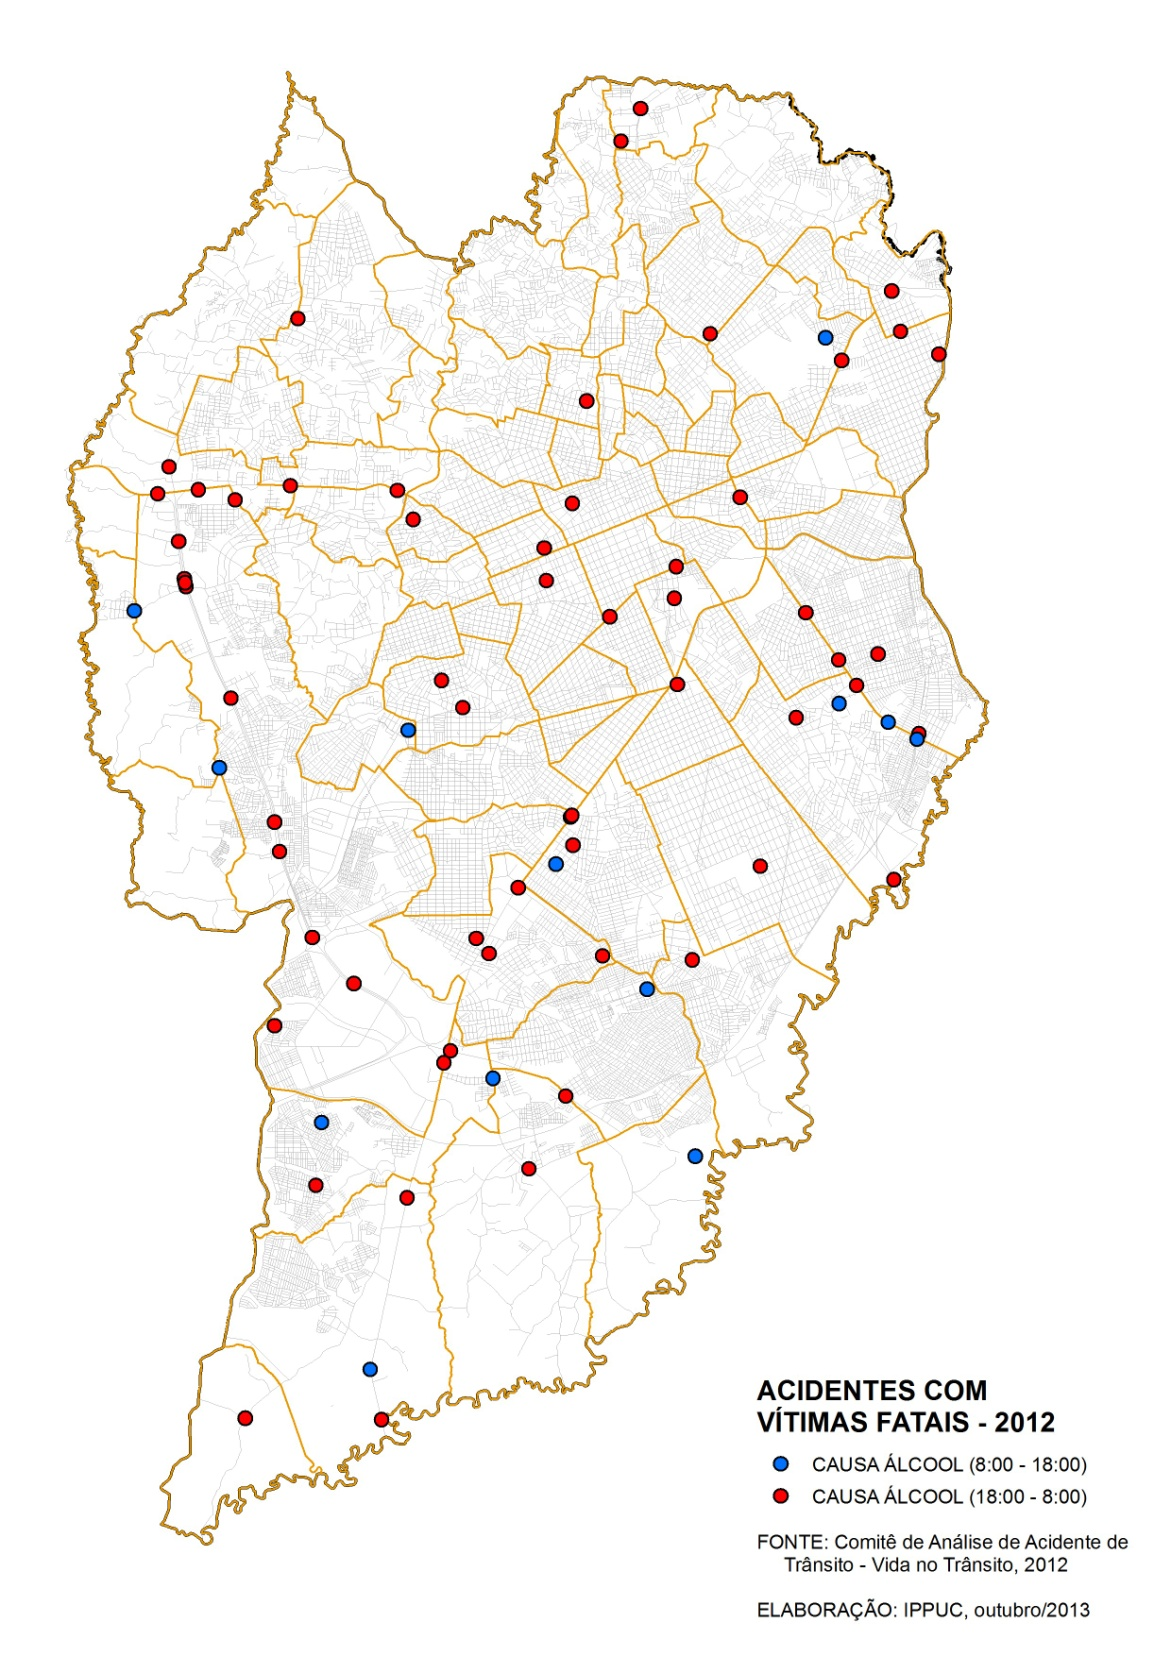 ACIDENTES COM
VÍTIMAS FATAIS - 2012
CAUSA ÁLCOOL (8:00 - 18:00)
CAUSA ÁLCOOL (18:00 - 8:00)
FONTE: Comitê de Análise de Acidente de
Trânsito - Vida no Trânsito, 2012
ELABORAÇÃO: IPPUC, outubro/2013